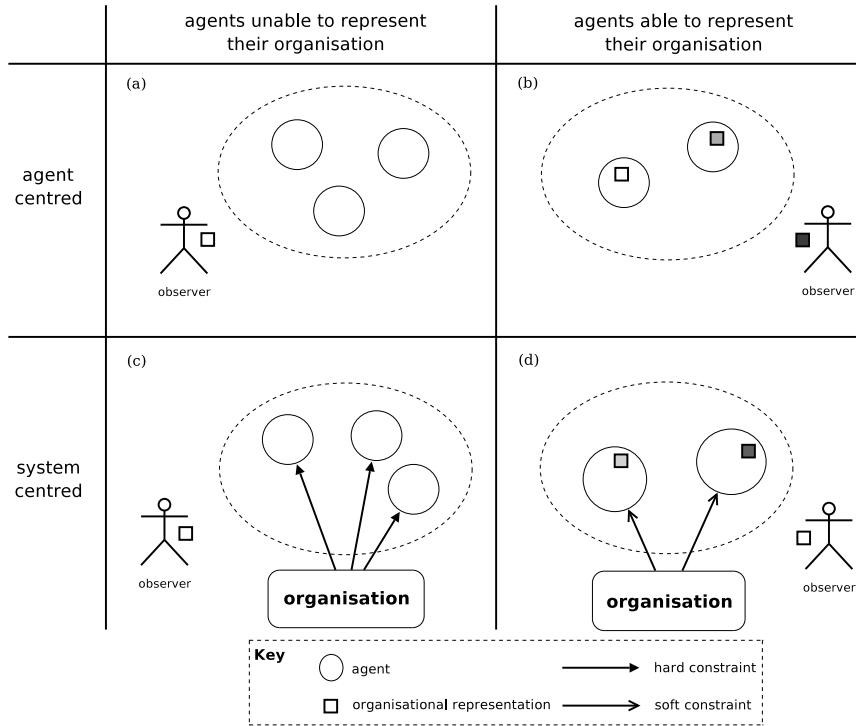 agents unable to represent
their organisation
agents able to represent
their organisation
(a)
(b)
agent
centred
observer
observer
(c)
(d)
system
centred
observer
observer
organisation
organisation
Key
agent
hard constraint
organisational representation
soft constraint